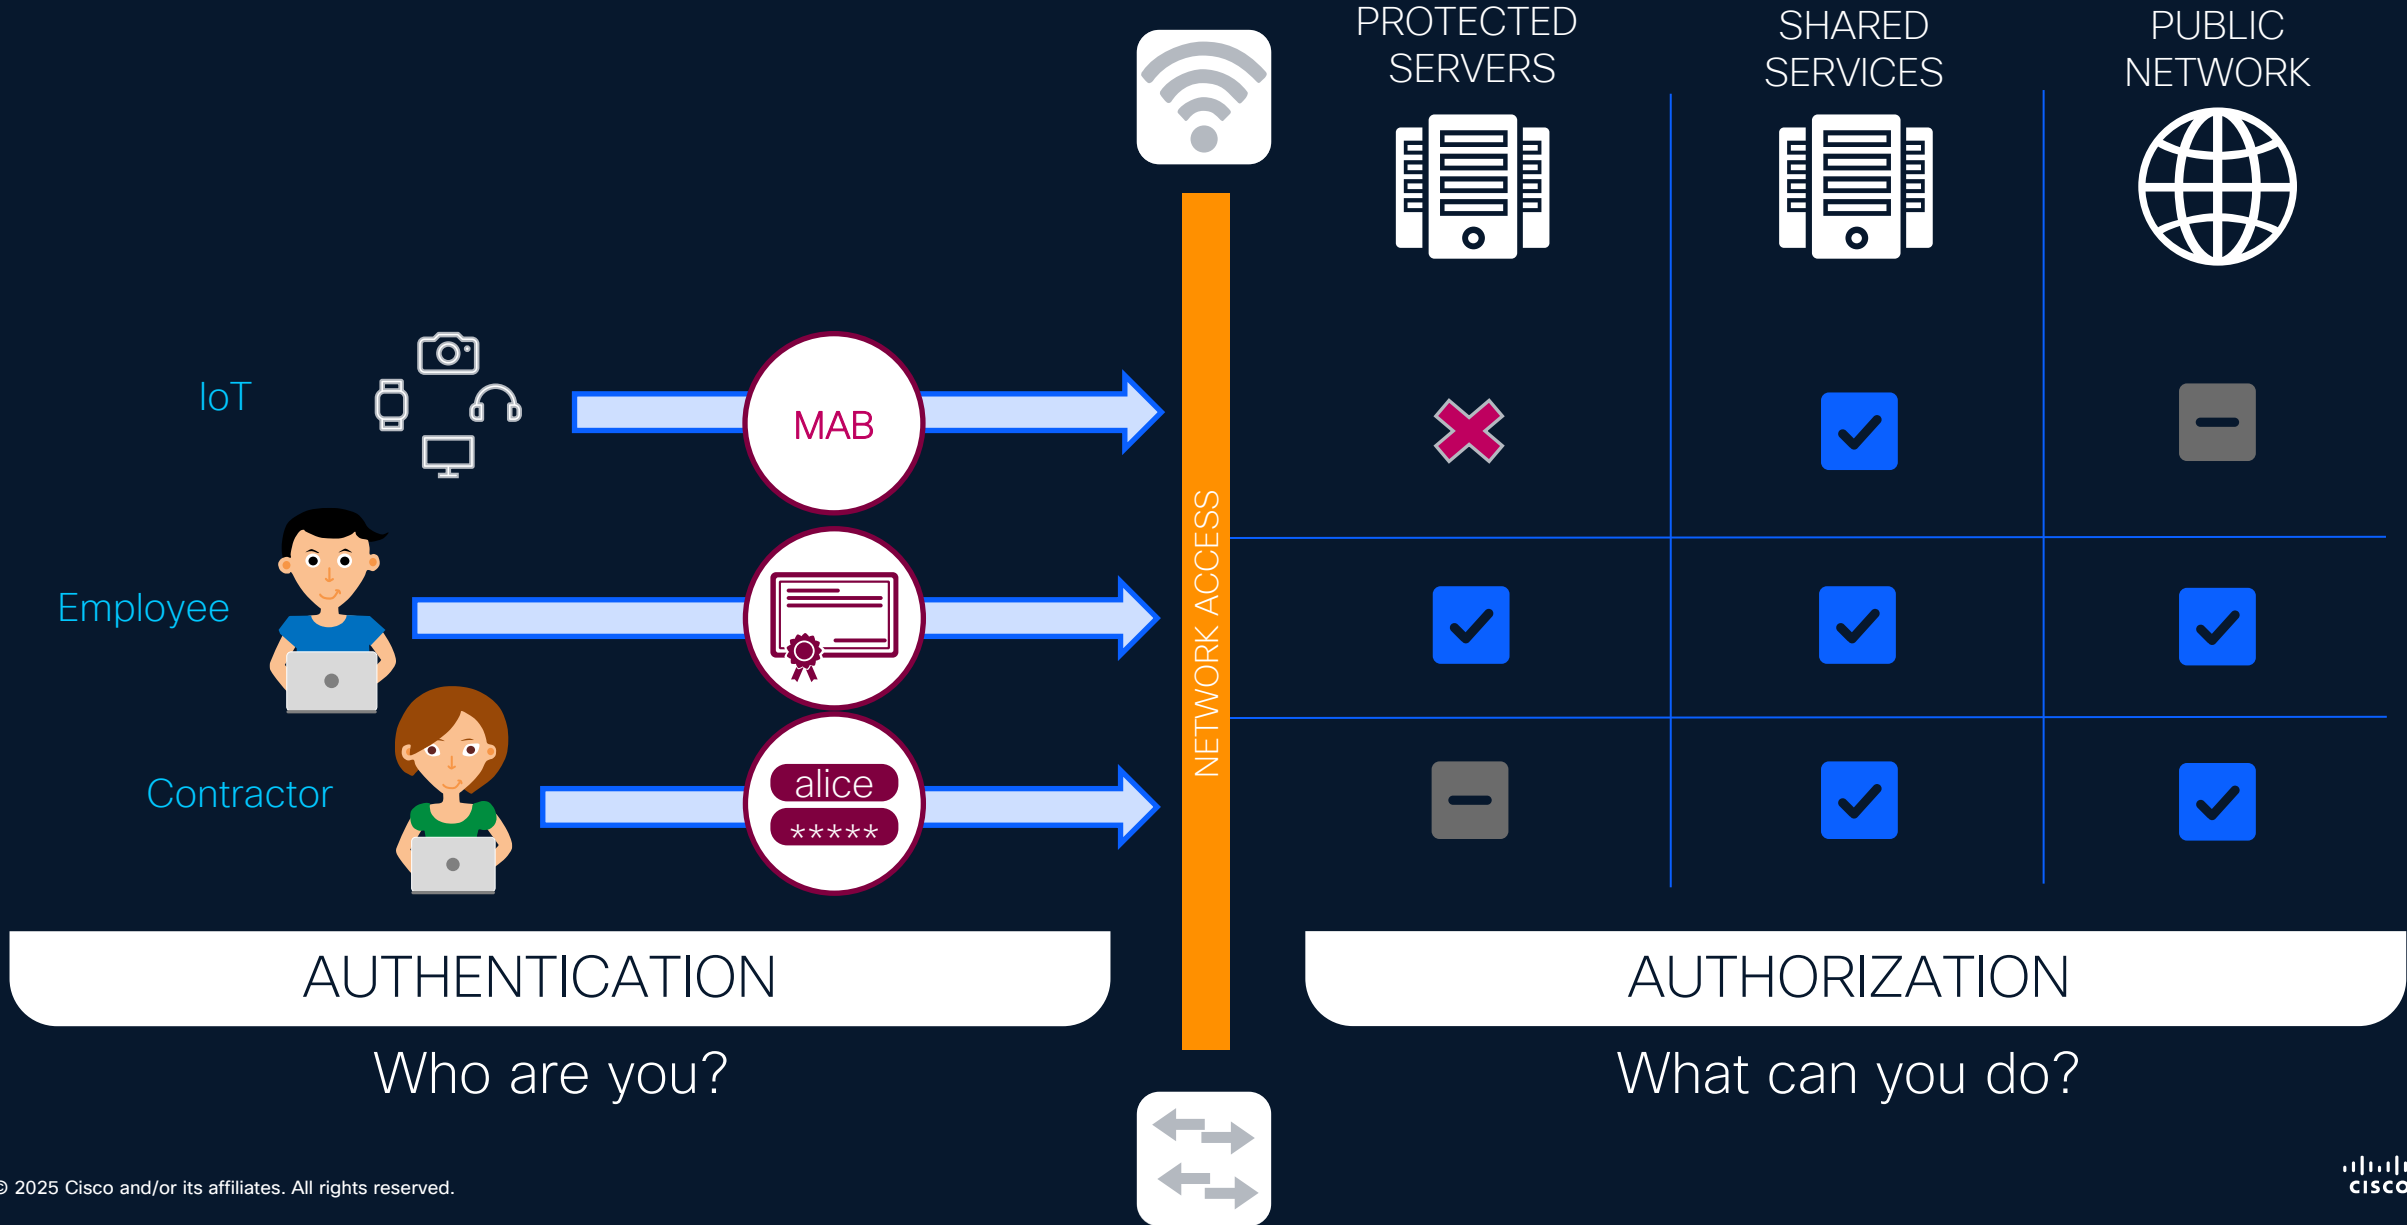 PROTECTED
SERVERS
SHARED
SERVICES
PUBLIC
NETWORK
IoT
MAB
Employee
Contractor
alice
*****
NETWORK ACCESS
AUTHENTICATION
Who are you?
AUTHORIZATION
What can you do?
© 2025 Cisco and/or its affiliates. All rights reserved.
CISCO